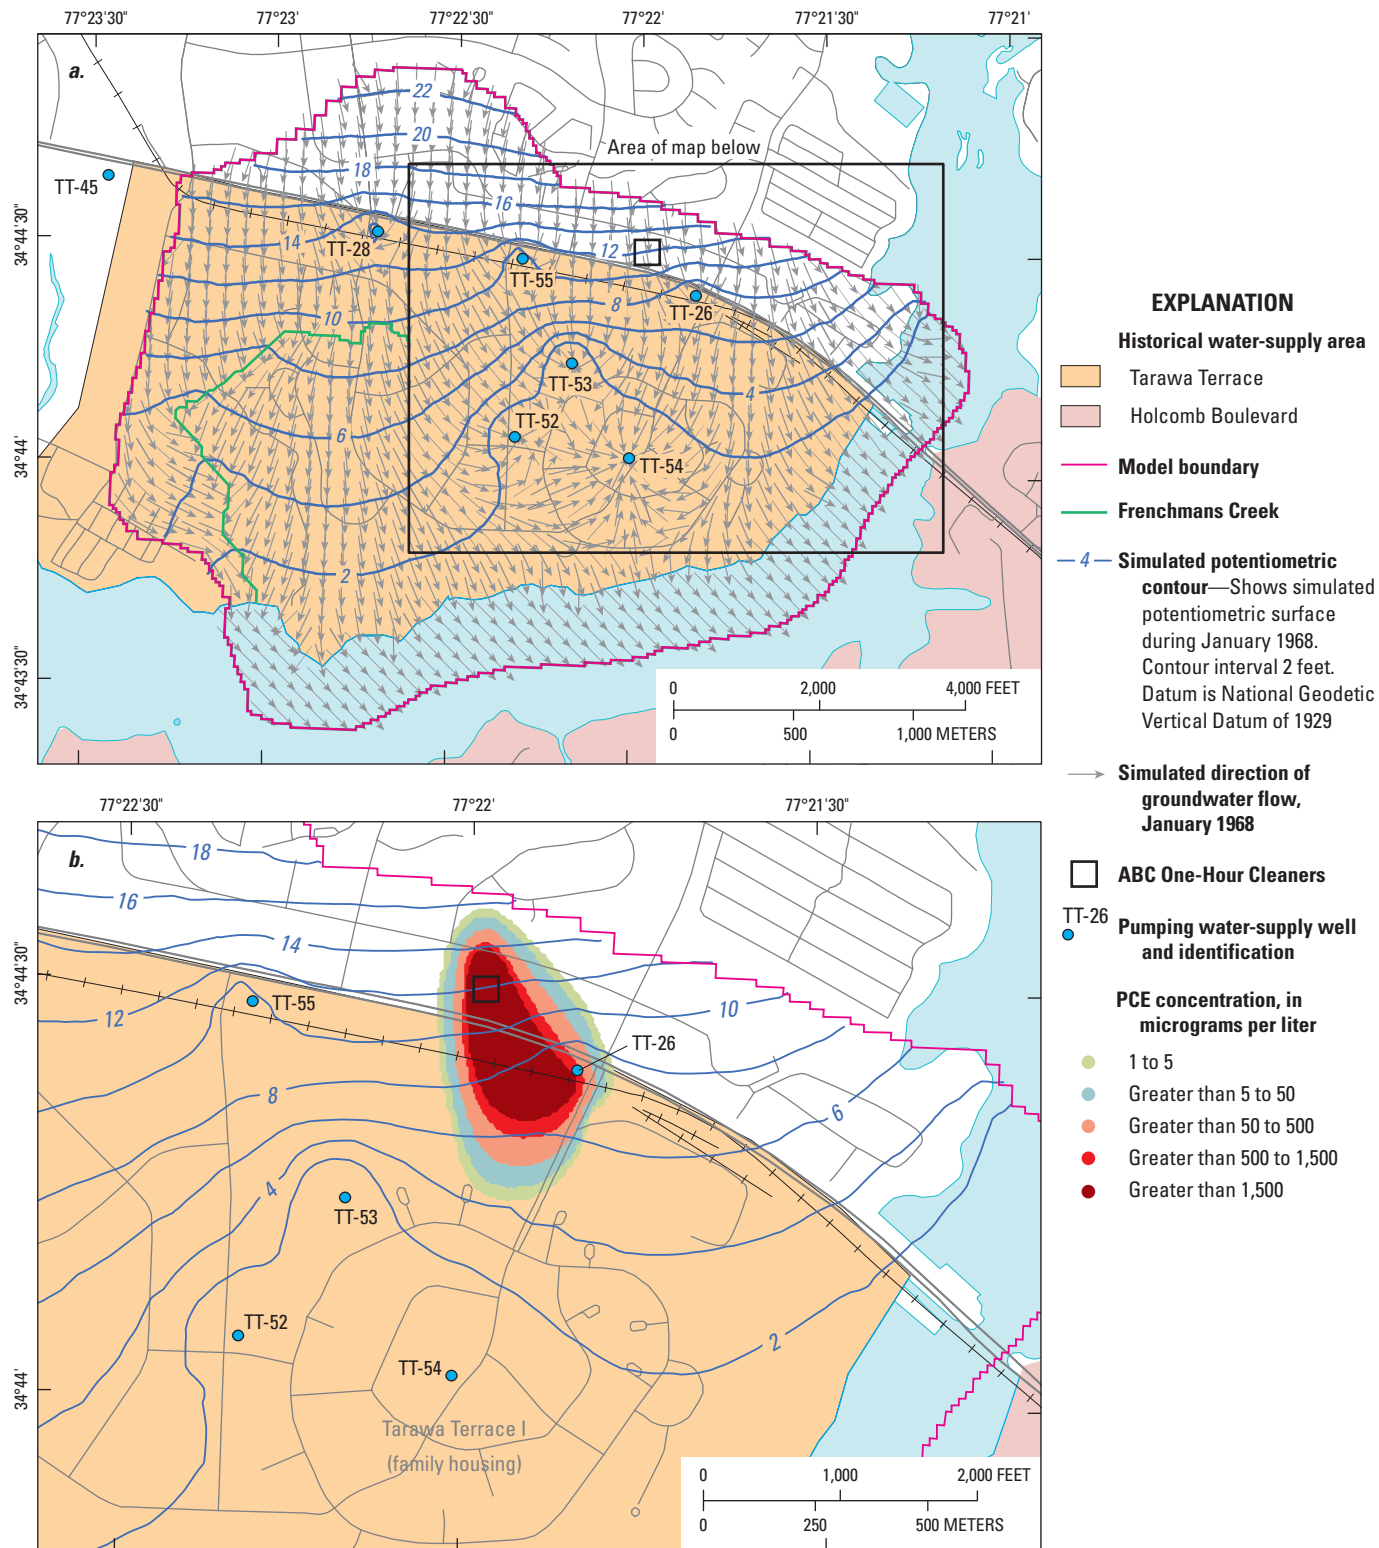 77°23'30"
77°23'
77°22'30"
77°22'
77°21'30"
77°21'
a.
22
20
Area of map below
18
TT-45
16
34°44'30"
14
TT-28
12
TT-55
10
8
TT-26
TT-53
4
TT-52
6
34°44'
TT-54
2
34°43'30"
0
2,000
4,000 FEET
0
500
1,000 METERS
EXPLANATION
Historical water-supply area
Tarawa Terrace
Holcomb Boulevard
Model boundary
Frenchmans Creek
4
Simulated potentiometric
contour—Shows simulated
potentiometric surface
during January 1968.
Contour interval 2 feet.
Datum is National Geodetic
Vertical Datum of 1929
Simulated direction of
groundwater flow,
January 1968
ABC One-Hour Cleaners
TT-26
Pumping water-supply well
and identification
PCE concentration, in
micrograms per liter
1 to 5
Greater than 5 to 50
Greater than 50 to 500
Greater than 500 to 1,500
Greater than 1,500
77°22'30"
77°22'
77°21'30"
b.
18
16
14
34°44'30"
TT-55
12
10
TT-26
8
6
4
TT-53
TT-52
2
TT-54
34°44'
Tarawa Terrace I
(family housing)
0
1,000
2,000 FEET
0
250
500 METERS